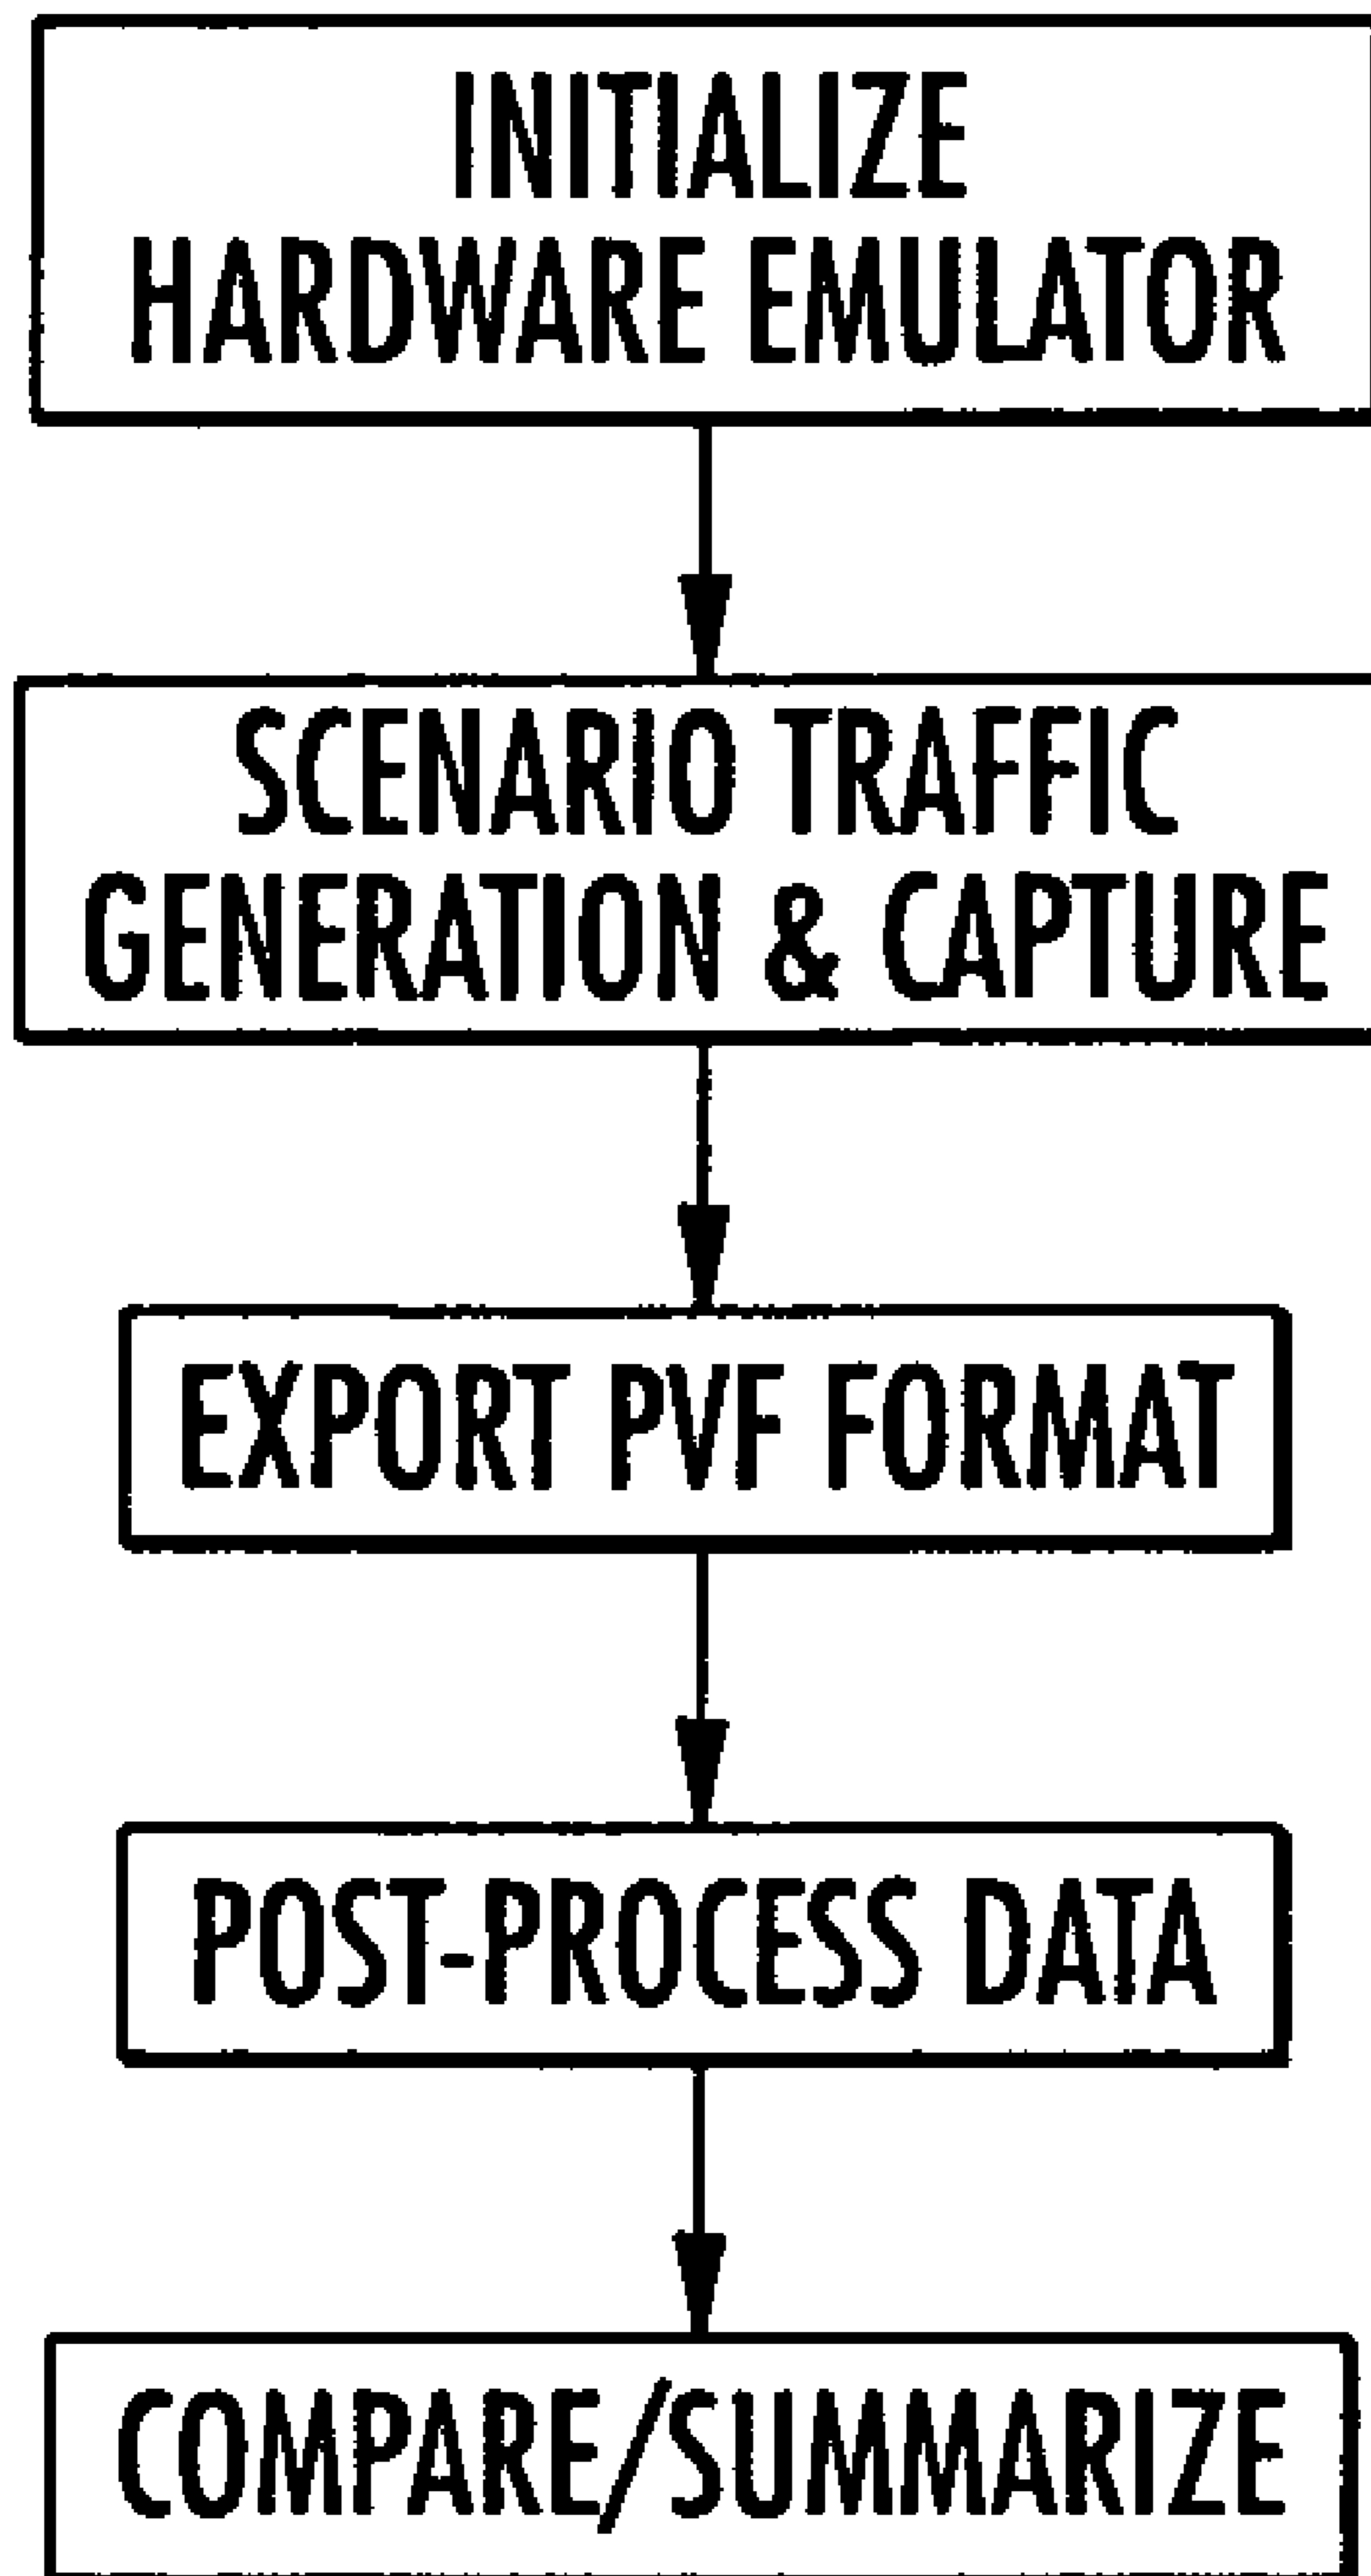 INITIALIZE
HARDWARE EMULATOR
SCENARIO TRAFFIC
GENERATION & CAPTURE
EXPORT PVF FORMAT
POST-PROCESS DATA
COMPARE/SUMMARIZE